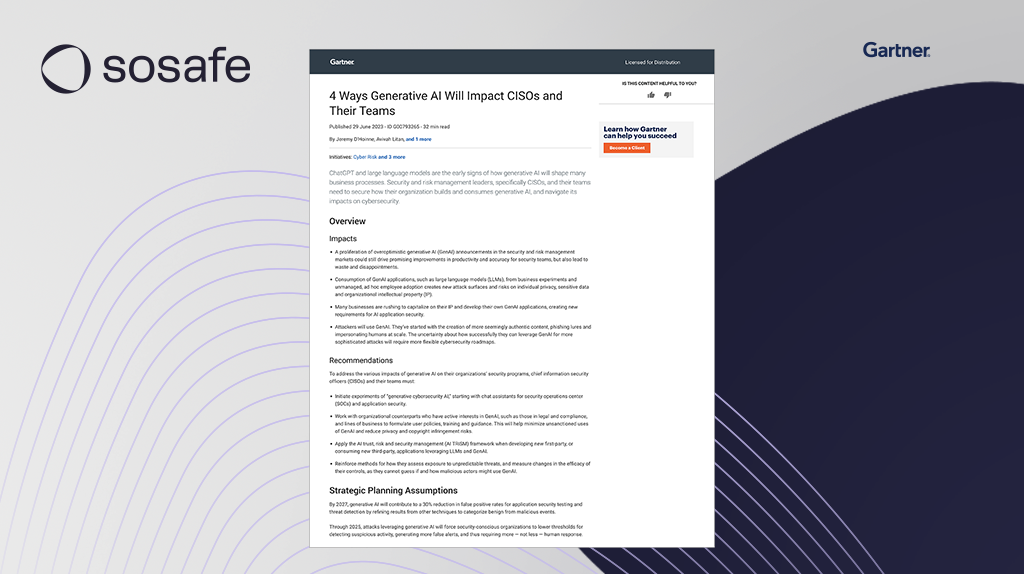 sosafe
Gartner
Gartner
Licensed for Distribution
4 Ways Generative AI Will Impact CISOs and
Their Teams
Published 29 June 2023 - ID G00793265 - 32 min read
By Jeremy D'Hoinne, Avivah Litan, and 1 more
Initiatives: Cyber Risk and 3 more
ChatGPT and large language models are the early signs of how generative AI will shape many
business processes. Security and risk management leaders, specifically CISOs, and their teams
need to secure how their organization builds and consumes generative AI, and navigate its
impacts on cybersecurity.
IS THIS CONTENT HELPFUL TO YOU?
Learn how Gartner
can help you succeed
Become a Client
Overview
Impacts
• A proliferation of overoptimistic generative AI (GenAI) announcements in the security and risk management
markets could still drive promising improvements in productivity and accuracy for security teams, but also lead to
waste and disappointments.
• Consumption of GenAI applications, such as large language models (LLMs), from business experiments and
unmanaged, ad hoc employee adoption creates new attack surfaces and risks on individual privacy, sensitive data
and organizational intellectual property (IP).
• Many businesses are rushing to capitalize on their IP and develop their own GenAI applications, creating new
requirements for AI application security.
• Attackers will use GenAI. They've started with the creation of more seemingly authentic content, phishing lures and
impersonating humans at scale. The uncertainty about how successfully they can leverage GenAI for more
sophisticated attacks will require more flexible cybersecurity roadmaps.
Recommendations
To address the various impacts of generative AI on their organizations' security programs, chief information security
officers (CISOs) and their teams must:
• Initiate experiments of "generative cybersecurity AI," starting with chat assistants for security operations center
(SOCs) and application security.
• Work with organizational counterparts who have active interests in GenAI, such as those in legal and compliance,
and lines of business to formulate user policies, training and guidance. This will help minimize unsanctioned uses
of GenAI and reduce privacy and copyright infringement risks.
• Apply the AI trust, risk and security management (AI TRiSM) framework when developing new first-party, or
consuming new third-party, applications leveraging LLMs and GenAI.
• Reinforce methods for how they assess exposure to unpredictable threats, and measure changes in the efficacy of
their controls, as they cannot guess if and how malicious actors might use GenAI.
Strategic Planning Assumptions
By 2027, generative AI will contribute to a 30% reduction in false positive rates for application security testing and
threat detection by refining results from other techniques to categorize benign from malicious events.
Through 2025, attacks leveraging generative AI will force security-conscious organizations to lower thresholds for
detecting suspicious activity, generating more false alerts, and thus requiring more — not less — human response.